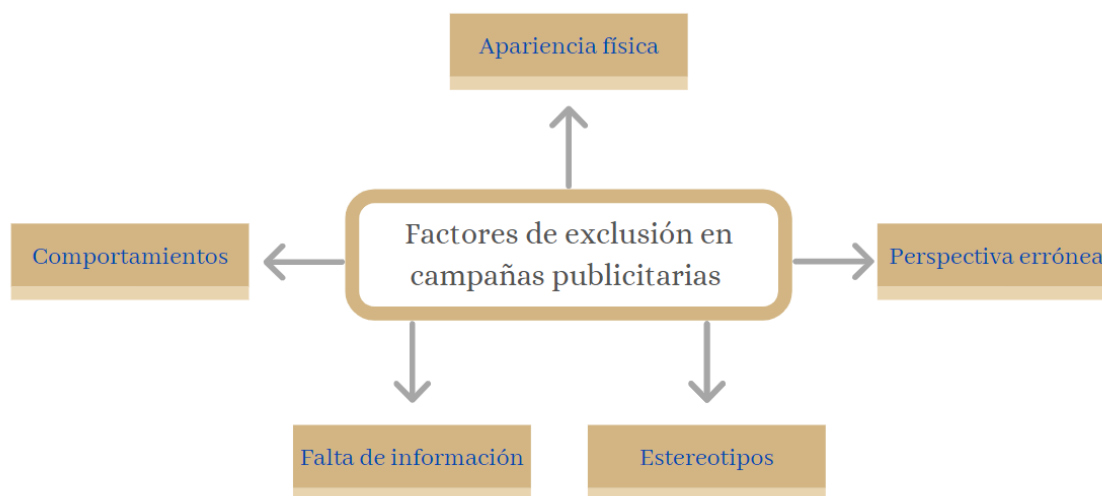 Apariencia física
Factores de exclusión en
campañas publicitarias
Comportamientos
Perspectiva errónea
Falta de información
Estereotipos